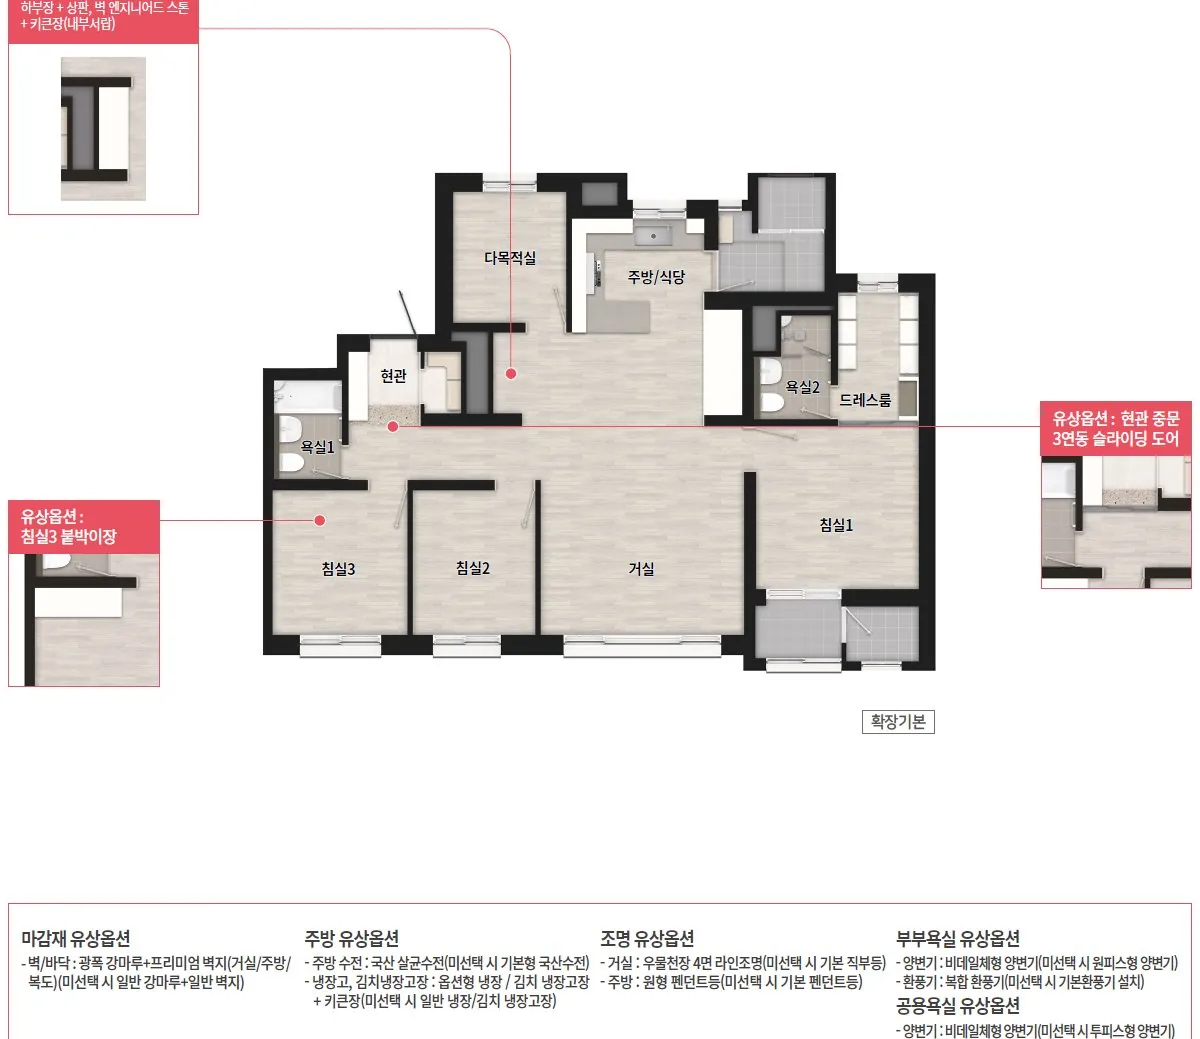 하부장 + 상판, 벽 엔지니어드 스톤
+ 키큰장(내부서랍)
다목적실
주방/식당
현관
욕실2
드레스룸
유상옵션 : 현관 중문
3연동 슬라이딩 도어
욕실1
유상옵션 :
침실3 붙박이장
침실1
침실3
침실2
거실
확장기본
마감재 유상옵션
- 벽/바닥 : 광폭 강마루+프리미엄 벽지(거실/주방/
복도)(미선택 시 일반 강마루+일반 벽지)
주방 유상옵션
- 주방 수전 : 국산 살균수전(미선택 시 기본형 국산수전)
- 냉장고, 김치냉장고장 : 옵션형 냉장 / 김치 냉장고장
+ 키큰장(미선택 시 일반 냉장/김치 냉장고장)
조명 유상옵션
- 거실 : 우물천장 4면 라인조명(미선택 시 기본 직부등)
- 주방 : 원형 펜던트등(미선택 시 기본 펜던트등)
부부욕실 유상옵션
- 양변기 : 비데일체형 양변기(미선택 시 원피스형 양변기)
- 환풍기 : 복합 환풍기(미선택 시 기본환풍기 설치)
공용욕실 유상옵션
- 양변기 : 비데일체형 양변기(미선택 시 투피스형 양변기)